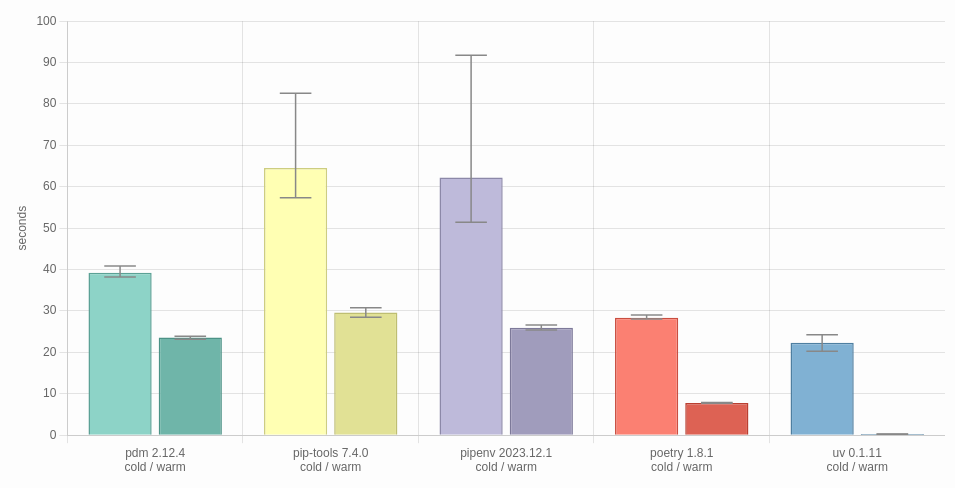 100
90
80
70
60
50
40
30
20
10
0
seconds
pdm 2.12.4
cold / warm
pip-tools 7.4.0
cold / warm
pipenv 2023.12.1
cold / warm
poetry 1.8.1
cold / warm
uv 0.1.11
cold / warm